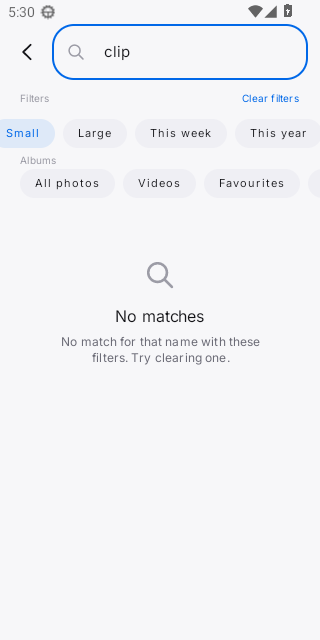 5:30
clip
Filters
Clear filters
Small
Large
This week
This year
Albums
All photos
Videos
Favourites
No matches
No match for that name with these
filters. Try clearing one.